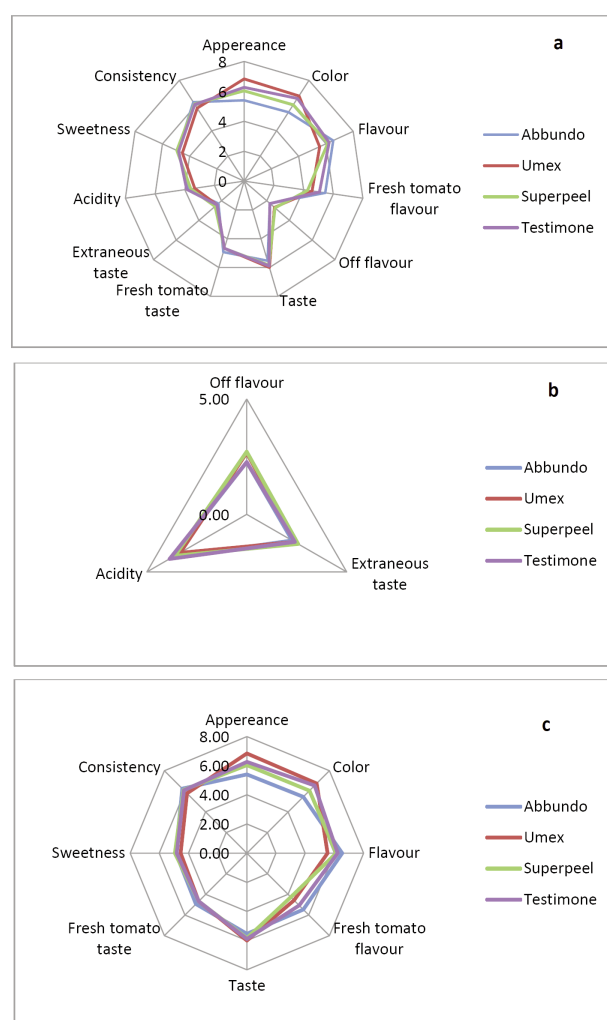 a
Appereance
8
Consistency
Color
6
Sweetness
4
Flavour
2
0
Acidity
Fresh tomato
flavour
Extraneous
taste
Off flavour
Fresh tomato
taste
Taste
Abbundo
Umex
Superpeel
Testimone
b
Off flavour
5.00
0.00
Acidity
Extraneous
taste
Abbundo
Umex
Superpeel
Testimone
c
Appereance
8.00
Consistency
Color
6.00
4.00
2.00
Sweetness
0.00
Flavour
Fresh tomato
taste
Fresh tomato
flavour
Taste
Abbundo
Umex
Superpeel
Testimone